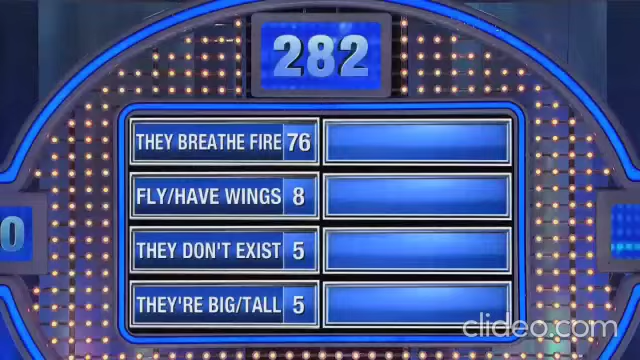 282
THEY BREATHE FIRE 76
FLY/HAVE WINGS 8
0
THEY DON'T EXIST 5
THEY'RE BIG/TALL 5
clideo.com